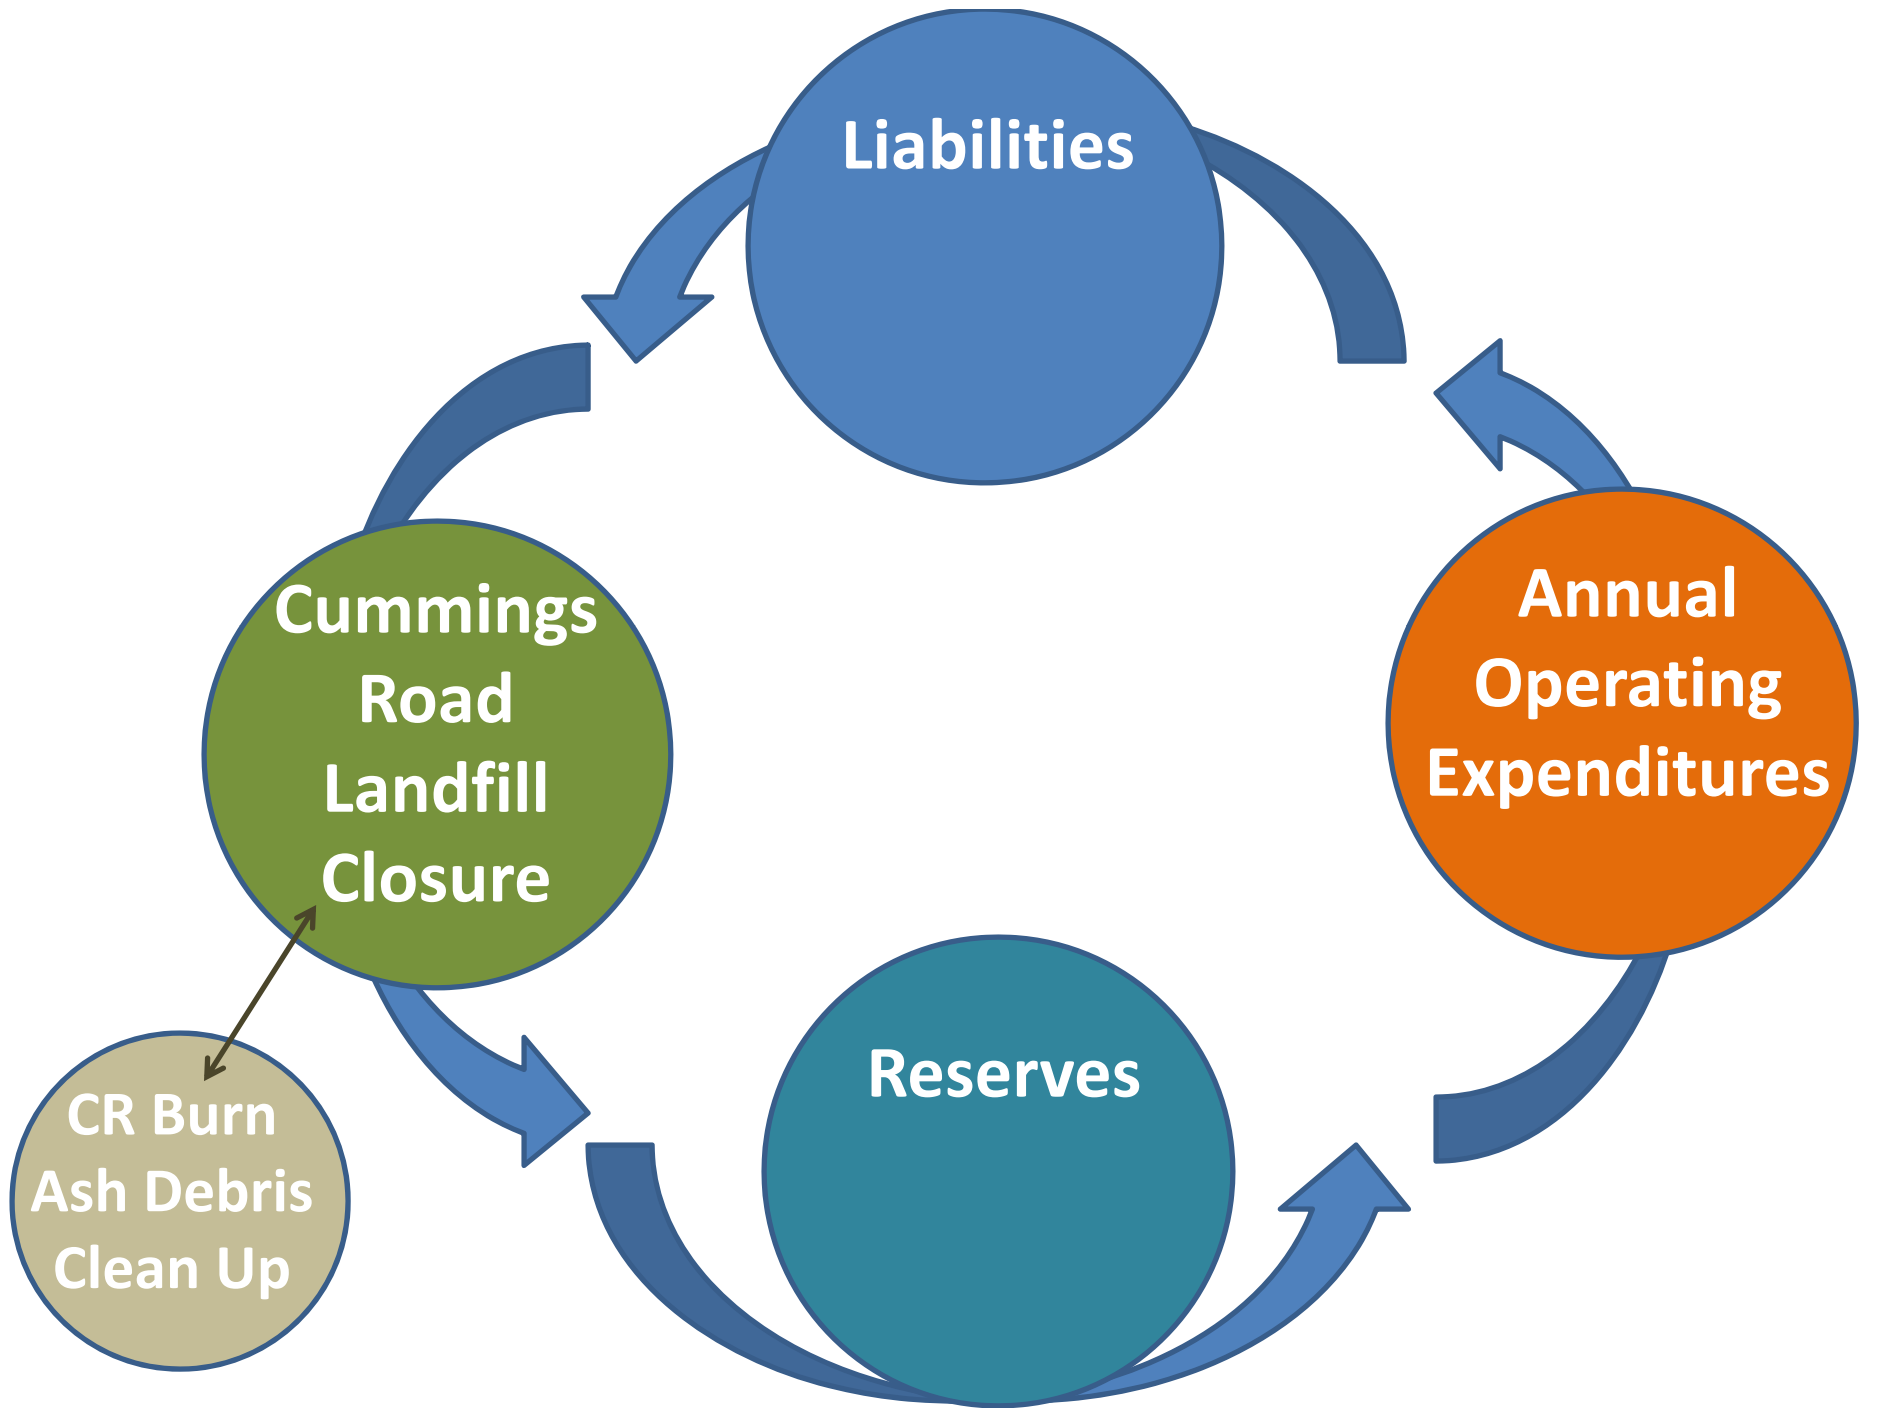 Liabilities
Cummings
Road
Landfill
Closure
Annual
Operating
Expenditures
Reserves
CR Burn
Ash Debris
Clean Up